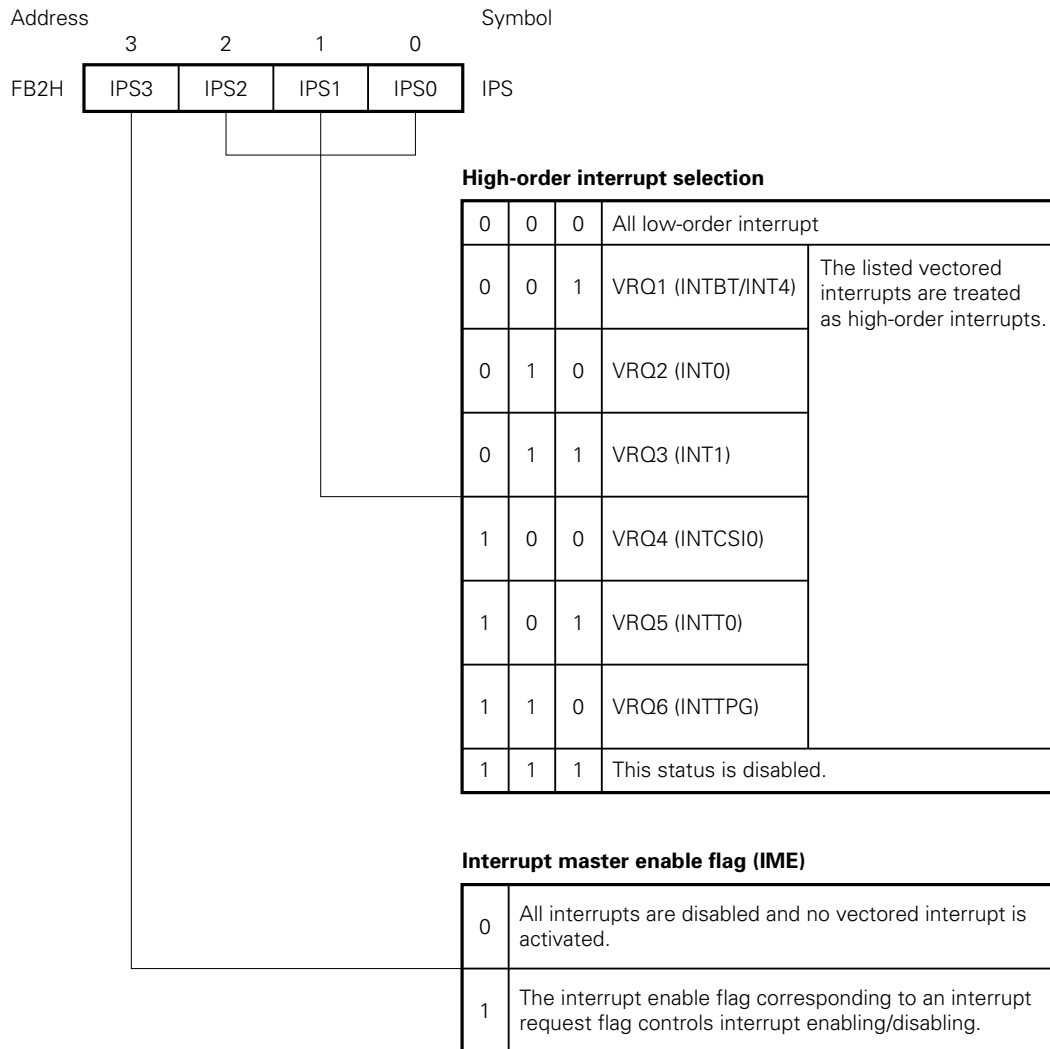 Address Symbol
3 2 1 0
FB2H IPS3 IPS2 IPS1 IPS0 IPS
High-order interrupt selection
0 0 0 All low-order interrupt
0 0 1 VRQ1 (INTBT/INT4) The listed vectored
interrupts are treated
as high-order interrupts.
0 1 0 VRQ2 (INT0)
0 1 1 VRQ3 (INT1)
1 0 0 VRQ4 (INTCSI0)
1 0 1 VRQ5 (INTT0)
1 1 0 VRQ6 (INTTPG)
1 1 1 This status is disabled.
Interrupt master enable flag (IME)
0 All interrupts are disabled and no vectored interrupt is
activated.
1 The interrupt enable flag corresponding to an interrupt
request flag controls interrupt enabling/disabling.